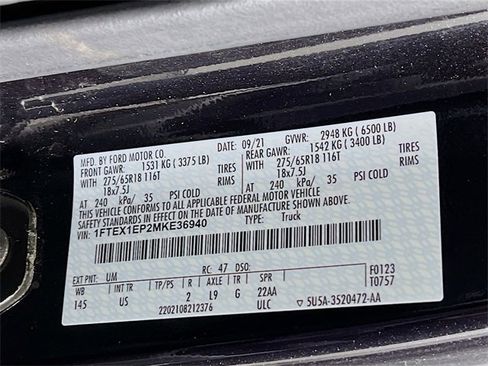 MFD. BY FORD MOTOR CO. 09/21 GVWR: 2948 KG ( 6500 LB)
FRONT GAWR: 1531 KG ( 3375 LB) REAR GAWR: 1542 KG ( 3400 LB)
WITH 275/65R18 116T TIRES WITH 275/65R18 116T TIRES
18x7.5J RIMS 18x7.5J RIMS
AT 240 kPa/ 35 PSI COLD AT 240 kPa/ 35 PSI COLD
THIS VEHICLE CONFORMS TO ALL APPLICABLE FEDERAL MOTOR VEHICLE
SAFETY STANDARDS IN EFFECT ON THE DATE OF MANUFACTURE SHOWN ABOVE.
VIN: 1FTEX1EP2MKE36940 TYPE: Truck
EXT PNT: UM RC: 47 DSO: F0123
WB INT TR TP/PS R AXLE TR SPR T0757
145 US 2 L9 G 22AA
2202108212376 ULC 5U5A-3520472-AA